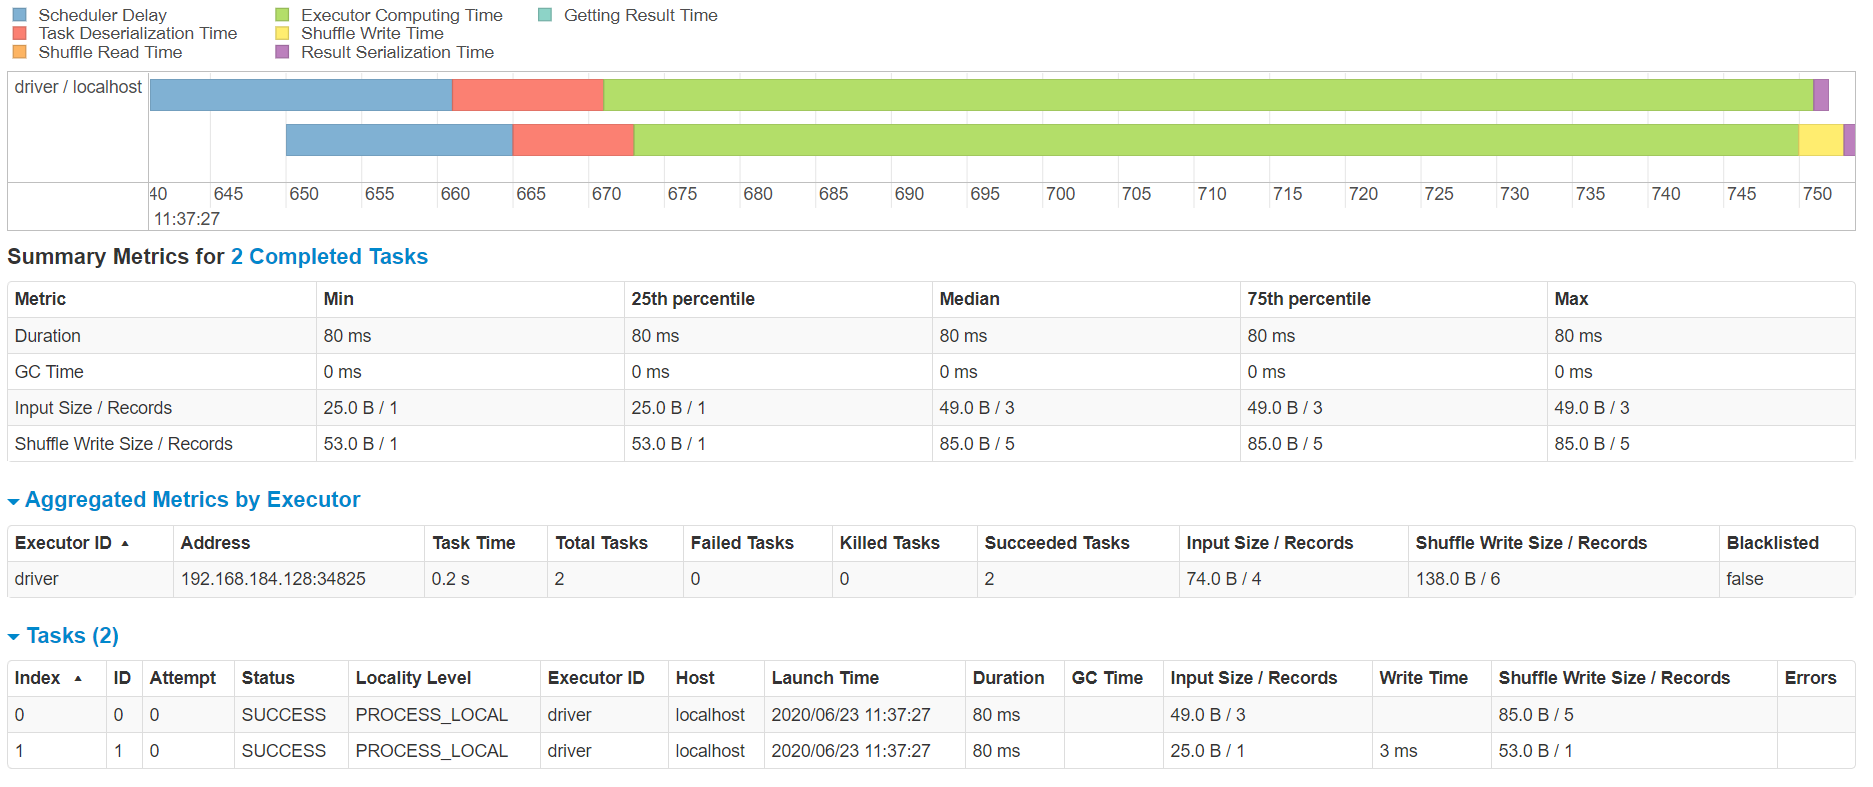 Scheduler Delay Executor Computing Time Getting Result Time
Task Deserialization Time Shuffle Write Time
Shuffle Read Time Result Serialization Time
driver / localhost
40 645 650 655 660 665 670 675 680 685 690 695 700 705 710 715 720 725 730 735 740 745 750
11:37:27
Summary Metrics for 2 Completed Tasks
Metric Min 25th percentile Median 75th percentile Max
Duration 80 ms 80 ms 80 ms 80 ms 80 ms
GC Time 0 ms 0 ms 0 ms 0 ms 0 ms
Input Size / Records 25.0 B / 1 25.0 B / 1 49.0 B / 3 49.0 B / 3 49.0 B / 3
Shuffle Write Size / Records 53.0 B / 1 53.0 B / 1 85.0 B / 5 85.0 B / 5 85.0 B / 5
Aggregated Metrics by Executor
Executor ID Address Task Time Total Tasks Failed Tasks Killed Tasks Succeeded Tasks Input Size / Records Shuffle Write Size / Records Blacklisted
driver 192.168.184.128:34825 0.2 s 2 0 0 2 74.0 B / 4 138.0 B / 6 false
Tasks (2)
Index ID Attempt Status Locality Level Executor ID Host Launch Time Duration GC Time Input Size / Records Write Time Shuffle Write Size / Records Errors
0 0 0 SUCCESS PROCESS_LOCAL driver localhost 2020/06/23 11:37:27 80 ms 49.0 B / 3 85.0 B / 5
1 1 0 SUCCESS PROCESS_LOCAL driver localhost 2020/06/23 11:37:27 80 ms 25.0 B / 1 3 ms 53.0 B / 1